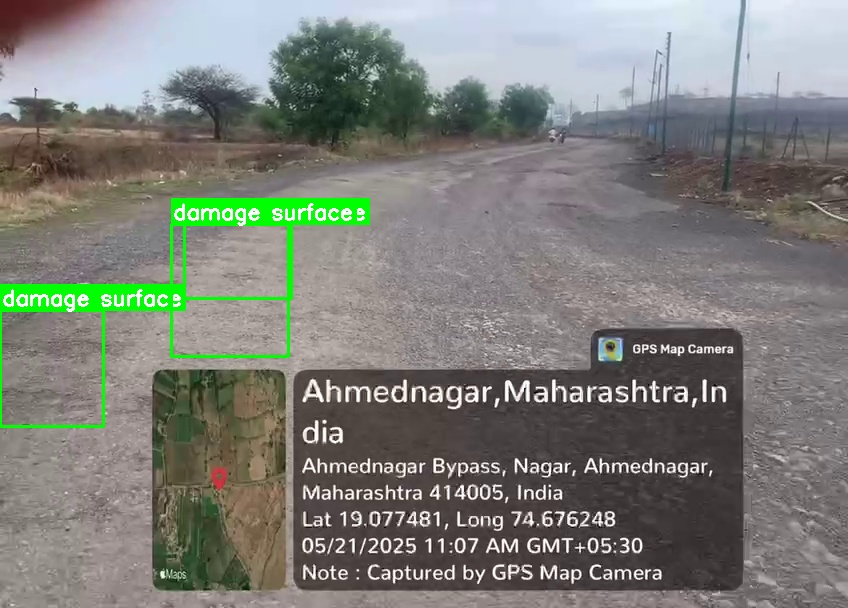 damage surface
damage surface
GPS Map Camera
Ahmednagar,Maharashtra,In
dia
Ahmednagar Bypass, Nagar, Ahmednagar,
Maharashtra 414005, India
Lat 19.077481, Long 74.676248
05/21/2025 11:07 AM GMT+05:30
Note : Captured by GPS Map Camera
Maps